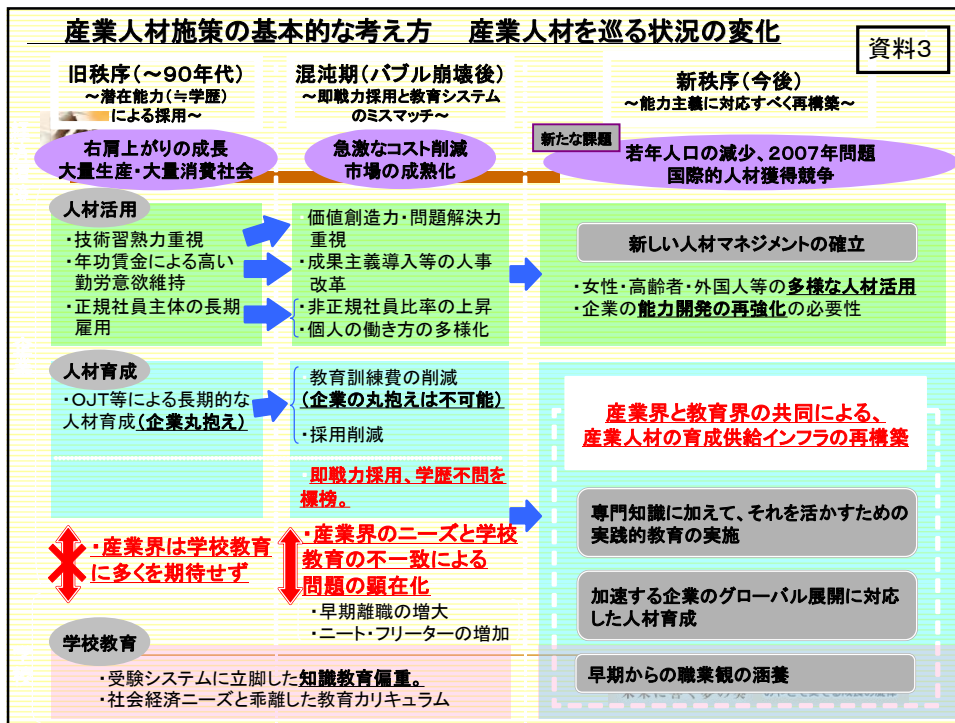 産業人材施策の基本的な考え方　産業人材を巡る状況の変化
資料３
旧秩序(～９０年代)
～潜在能力(≒学歴)
による採用～
混沌期(バブル崩壊後)
～即戦力採用と教育システム
のミスマッチ～
新秩序(今後)
～能力主義に対応すべく再構築～
右肩上がりの成長
大量生産・大量消費社会
急激なコスト削減
市場の成熟化
新たな課題
若年人口の減少、２００７年問題
国際的人材獲得競争
人材活用
・技術習熟力重視
・年功賃金による高い
勤労意欲維持
・正規社員主体の長期
雇用
・価値創造力・問題解決力
重視
・成果主義導入等の人事
改革
・非正規社員比率の上昇
・個人の働き方の多様化
新しい人材マネジメントの確立
・女性・高齢者・外国人等の多様な人材活用
・企業の能力開発の再強化の必要性
人材育成
・OJT等による長期的な
人材育成(企業丸抱え)
・教育訓練費の削減
(企業の丸抱えは不可能)
・採用削減
・即戦力採用、学歴不問を
標榜。
産業界と教育界の共同による、
産業人材の育成供給インフラの再構築
・産業界は学校教育
に多くを期待せず
・産業界のニーズと学校
教育の不一致による
問題の顕在化
・早期離職の増大
・ニート・フリーターの増加
専門知識に加えて、それを活かすための
実践的教育の実施
加速する企業のグローバル展開に対応
した人材育成
早期からの職業観の涵養
学校教育
・受験システムに立脚した知識教育偏重。
・社会経済ニーズと乖離した教育カリキュラム